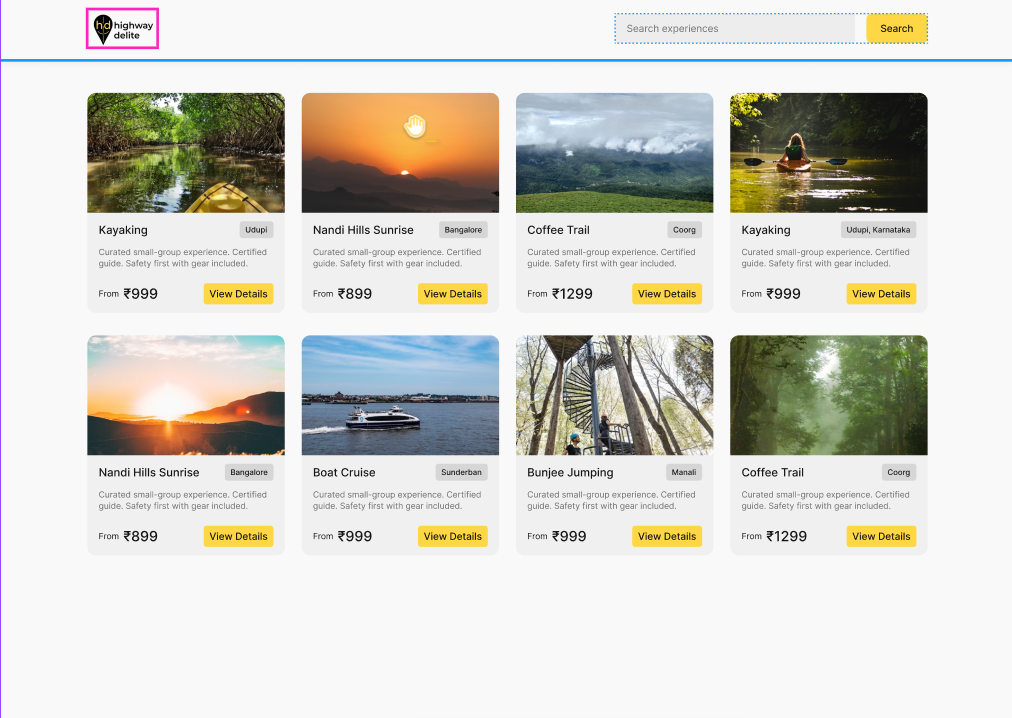 hd highway
delite
Search experiences
Search
Kayaking
Udupi
Curated small-group experience. Certified
guide. Safety first with gear included.
From ₹999
View Details
Nandi Hills Sunrise
Bangalore
Curated small-group experience. Certified
guide. Safety first with gear included.
From ₹899
View Details
Coffee Trail
Coorg
Curated small-group experience. Certified
guide. Safety first with gear included.
From ₹1299
View Details
Kayaking
Udupi, Karnataka
Curated small-group experience. Certified
guide. Safety first with gear included.
From ₹999
View Details
Nandi Hills Sunrise
Bangalore
Curated small-group experience. Certified
guide. Safety first with gear included.
From ₹899
View Details
Boat Cruise
Sunderban
Curated small-group experience. Certified
guide. Safety first with gear included.
From ₹999
View Details
Bunjee Jumping
Manali
Curated small-group experience. Certified
guide. Safety first with gear included.
From ₹999
View Details
Coffee Trail
Coorg
Curated small-group experience. Certified
guide. Safety first with gear included.
From ₹1299
View Details